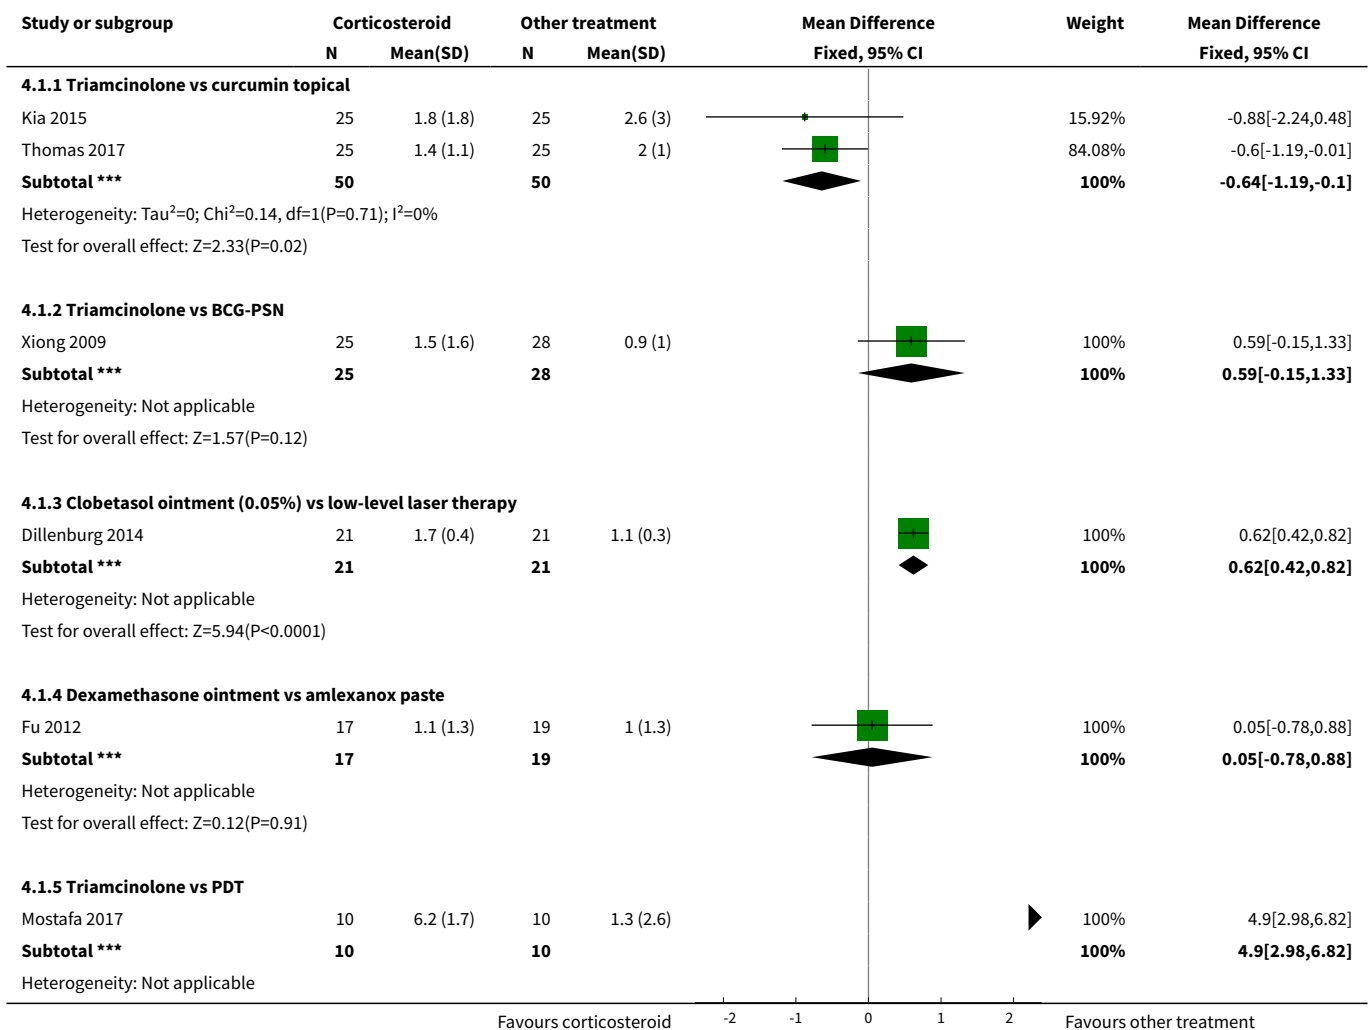 Study or subgroup Corticosteroid Other treatment Mean Difference Weight Mean Difference
N Mean(SD) N Mean(SD) Fixed, 95% CI Fixed, 95% CI
4.1.1 Triamcinolone vs curcumin topical
Kia 2015 25 1.8 (1.8) 25 2.6 (3) 15.92% -0.88[-2.24,0.48]
Thomas 2017 25 1.4 (1.1) 25 2 (1) 84.08% -0.6[-1.19,-0.01]
Subtotal *** 50 50 100% -0.64[-1.19,-0.1]
Heterogeneity: Tau²=0; Chi²=0.14, df=1(P=0.71); I²=0%
Test for overall effect: Z=2.33(P=0.02)
4.1.2 Triamcinolone vs BCG-PSN
Xiong 2009 25 1.5 (1.6) 28 0.9 (1) 100% 0.59[-0.15,1.33]
Subtotal *** 25 28 100% 0.59[-0.15,1.33]
Heterogeneity: Not applicable
Test for overall effect: Z=1.57(P=0.12)
4.1.3 Clobetasol ointment (0.05%) vs low-level laser therapy
Dillenburg 2014 21 1.7 (0.4) 21 1.1 (0.3) 100% 0.62[0.42,0.82]
Subtotal *** 21 21 100% 0.62[0.42,0.82]
Heterogeneity: Not applicable
Test for overall effect: Z=5.94(P<0.0001)
4.1.4 Dexamethasone ointment vs amlexanox paste
Fu 2012 17 1.1 (1.3) 19 1 (1.3) 100% 0.05[-0.78,0.88]
Subtotal *** 17 19 100% 0.05[-0.78,0.88]
Heterogeneity: Not applicable
Test for overall effect: Z=0.12(P=0.91)
4.1.5 Triamcinolone vs PDT
Mostafa 2017 10 6.2 (1.7) 10 1.3 (2.6) 100% 4.9[2.98,6.82]
Subtotal *** 10 10 100% 4.9[2.98,6.82]
Heterogeneity: Not applicable
Favours corticosteroid -2 -1 0 1 2 Favours other treatment